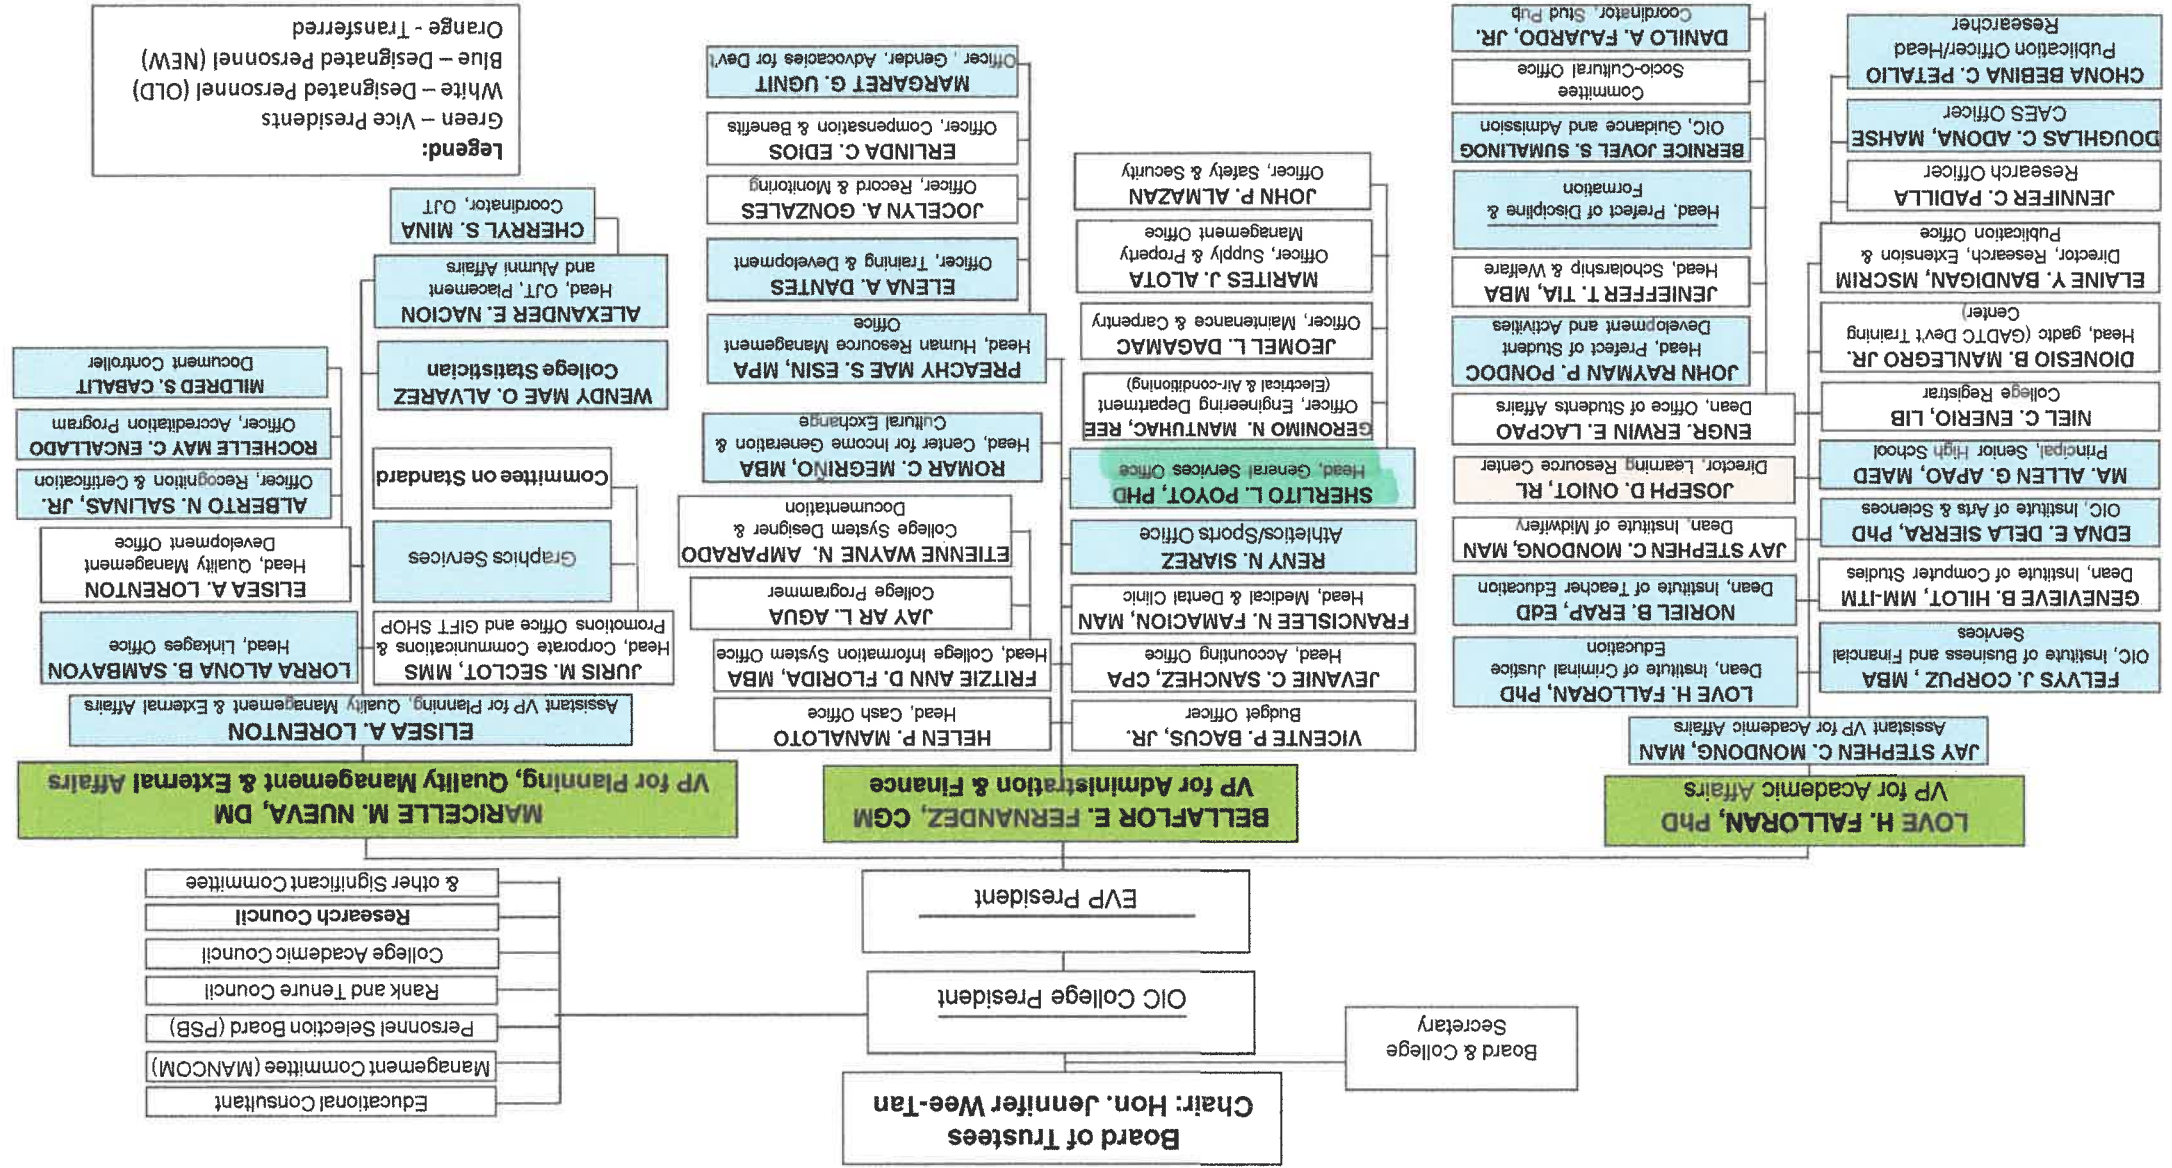 Board of Trustees
Chair: Hon. Jennifer Wee-Tan
Board & College
Secretary
OIC College President
EVP President
Educational Consultant
Management Committee (MANCOM)
Personnel Selection Board (PSB)
Rank and Tenure Council
College Academic Council
Research Council
& other Significant Committee
LOVE H. FALLORAN, PhD
VP for Academic Affairs
JAY STEPHEN C. MONDONG, MAN
Assistant VP for Academic Affairs
FELVYS J. CORPUZ , MBA
OIC, Institute of Business and Financial
Services
GENEVIEVE B. HILOT, MM-ITM
Dean, Institute of Computer Studies
EDNA E. DELA SIERRA, PhD
OIC, Institute of Arts & Sciences
MA. ALLEN G. APAO, MAED
Principal, Senior High School
NIEL C. ENERIO, LIB
College Registrar
DIONESIO B. MANLEGRO JR.
Head, gadtc (GADTC Dev't Training
Center)
ELAINE Y. BANDIGAN, MSCRIM
Director, Research, Extension &
Publication Office
JENNIFER C. PADILLA
Research Officer
DOUGHLAS C. ADONA, MAHSE
CAES Officer
CHONA BEBINA C. PETALIO
Publication Officer/Head
Researcher
LOVE H. FALLORAN, PhD
Dean, Institute of Criminal Justice
Education
NORIEL B. ERAP, EdD
Dean, Institute of Teacher Education
JAY STEPHEN C. MONDONG, MAN
Dean, Institute of Midwifery
JOSEPH D. ONIOT, RL
Director, Learning Resource Center
ENGR. ERWIN E. LACPAO
Dean, Office of Students Affairs
JOHN RAYMAN P. PONDOC
Head, Prefect of Student
Development and Activities
JENIEFFER T. TIA, MBA
Head, Scholarship & Welfare
Head, Prefect of Discipline &
Formation
BERNICE JOVEL S. SUMALINOG
OIC, Guidance and Admission
Committee
Socio-Cultural Office
DANILO A. FAJARDO, JR.
Coordinator, Stud Pub
BELLAFLOR E. FERNANDEZ, CGM
VP for Administration & Finance
VICENTE P. BACUS, JR.
Budget Officer
JEVANIE C. SANCHEZ, CPA
Head, Accounting Office
FRANCISLEE N. FAMACION, MAN
Head, Medical & Dental Clinic
RENY N. SIAREZ
Athletics/Sports Office
SHERLITO L. POYOT, PHD
Head, General Services Office
GERONIMO N. MANTUHAC, REE
Officer, Engineering Department
(Electrical & Air-conditioning)
JEOMEL L. DAGAMAC
Officer, Maintenance & Carpentry
MARITES J. ALOTA
Officer, Supply & Property
Management Office
JOHN P. ALMAZAN
Officer, Safety & Security
HELEN P. MANALOTO
Head, Cash Office
FRITZIE ANN D. FLORIDA, MBA
Head, College Information System Office
JAY AR L. AGUA
College Programmer
ETIENNE WAYNE N. AMPARADO
College System Designer &
Documentation
ROMAR C. MEGRIÑO, MBA
Head, Center for Income Generation &
Cultural Exchange
PREACHY MAE S. ESIN, MPA
Head, Human Resource Management
Office
ELENA A. DANTES
Officer, Training & Development
JOCELYN A. GONZALES
Officer, Record & Monitoring
ERLINDA C. EDIOS
Officer, Compensation & Benefits
MARGARET G. UGNIT
Officer , Gender, Advocacies for Dev't
MARICELLE M. NUEVA, DM
VP for Planning, Quality Management & External Affairs
ELISEA A. LORENTON
Assistant VP for Planning, Quality Management & External Affairs
JURIS M. SECLOT, MMS
Head, Corporate Communications &
Promotions Office and GIFT SHOP
Graphics Services
Committee on Standard
WENDY MAE O. ALVAREZ
College Statistician
ALEXANDER E. NACION
Head, OJT, Placement
and Alumni Affairs
CHERRYL S. MINA
Coordinator, OJT
LORRA ALONA B. SAMBAYON
Head, Linkages Office
ELISEA A. LORENTON
Head, Quality Management
Development Office
ALBERTO N. SALINAS, JR.
Officer, Recognition & Certification
ROCHELLE MAY C. ENCALLADO
Officer, Accreditation Program
MILDRED S. CABALIT
Document Controller
Legend:
Green – Vice Presidents
White – Designated Personnel (OLD)
Blue – Designated Personnel (NEW)
Orange - Transferred